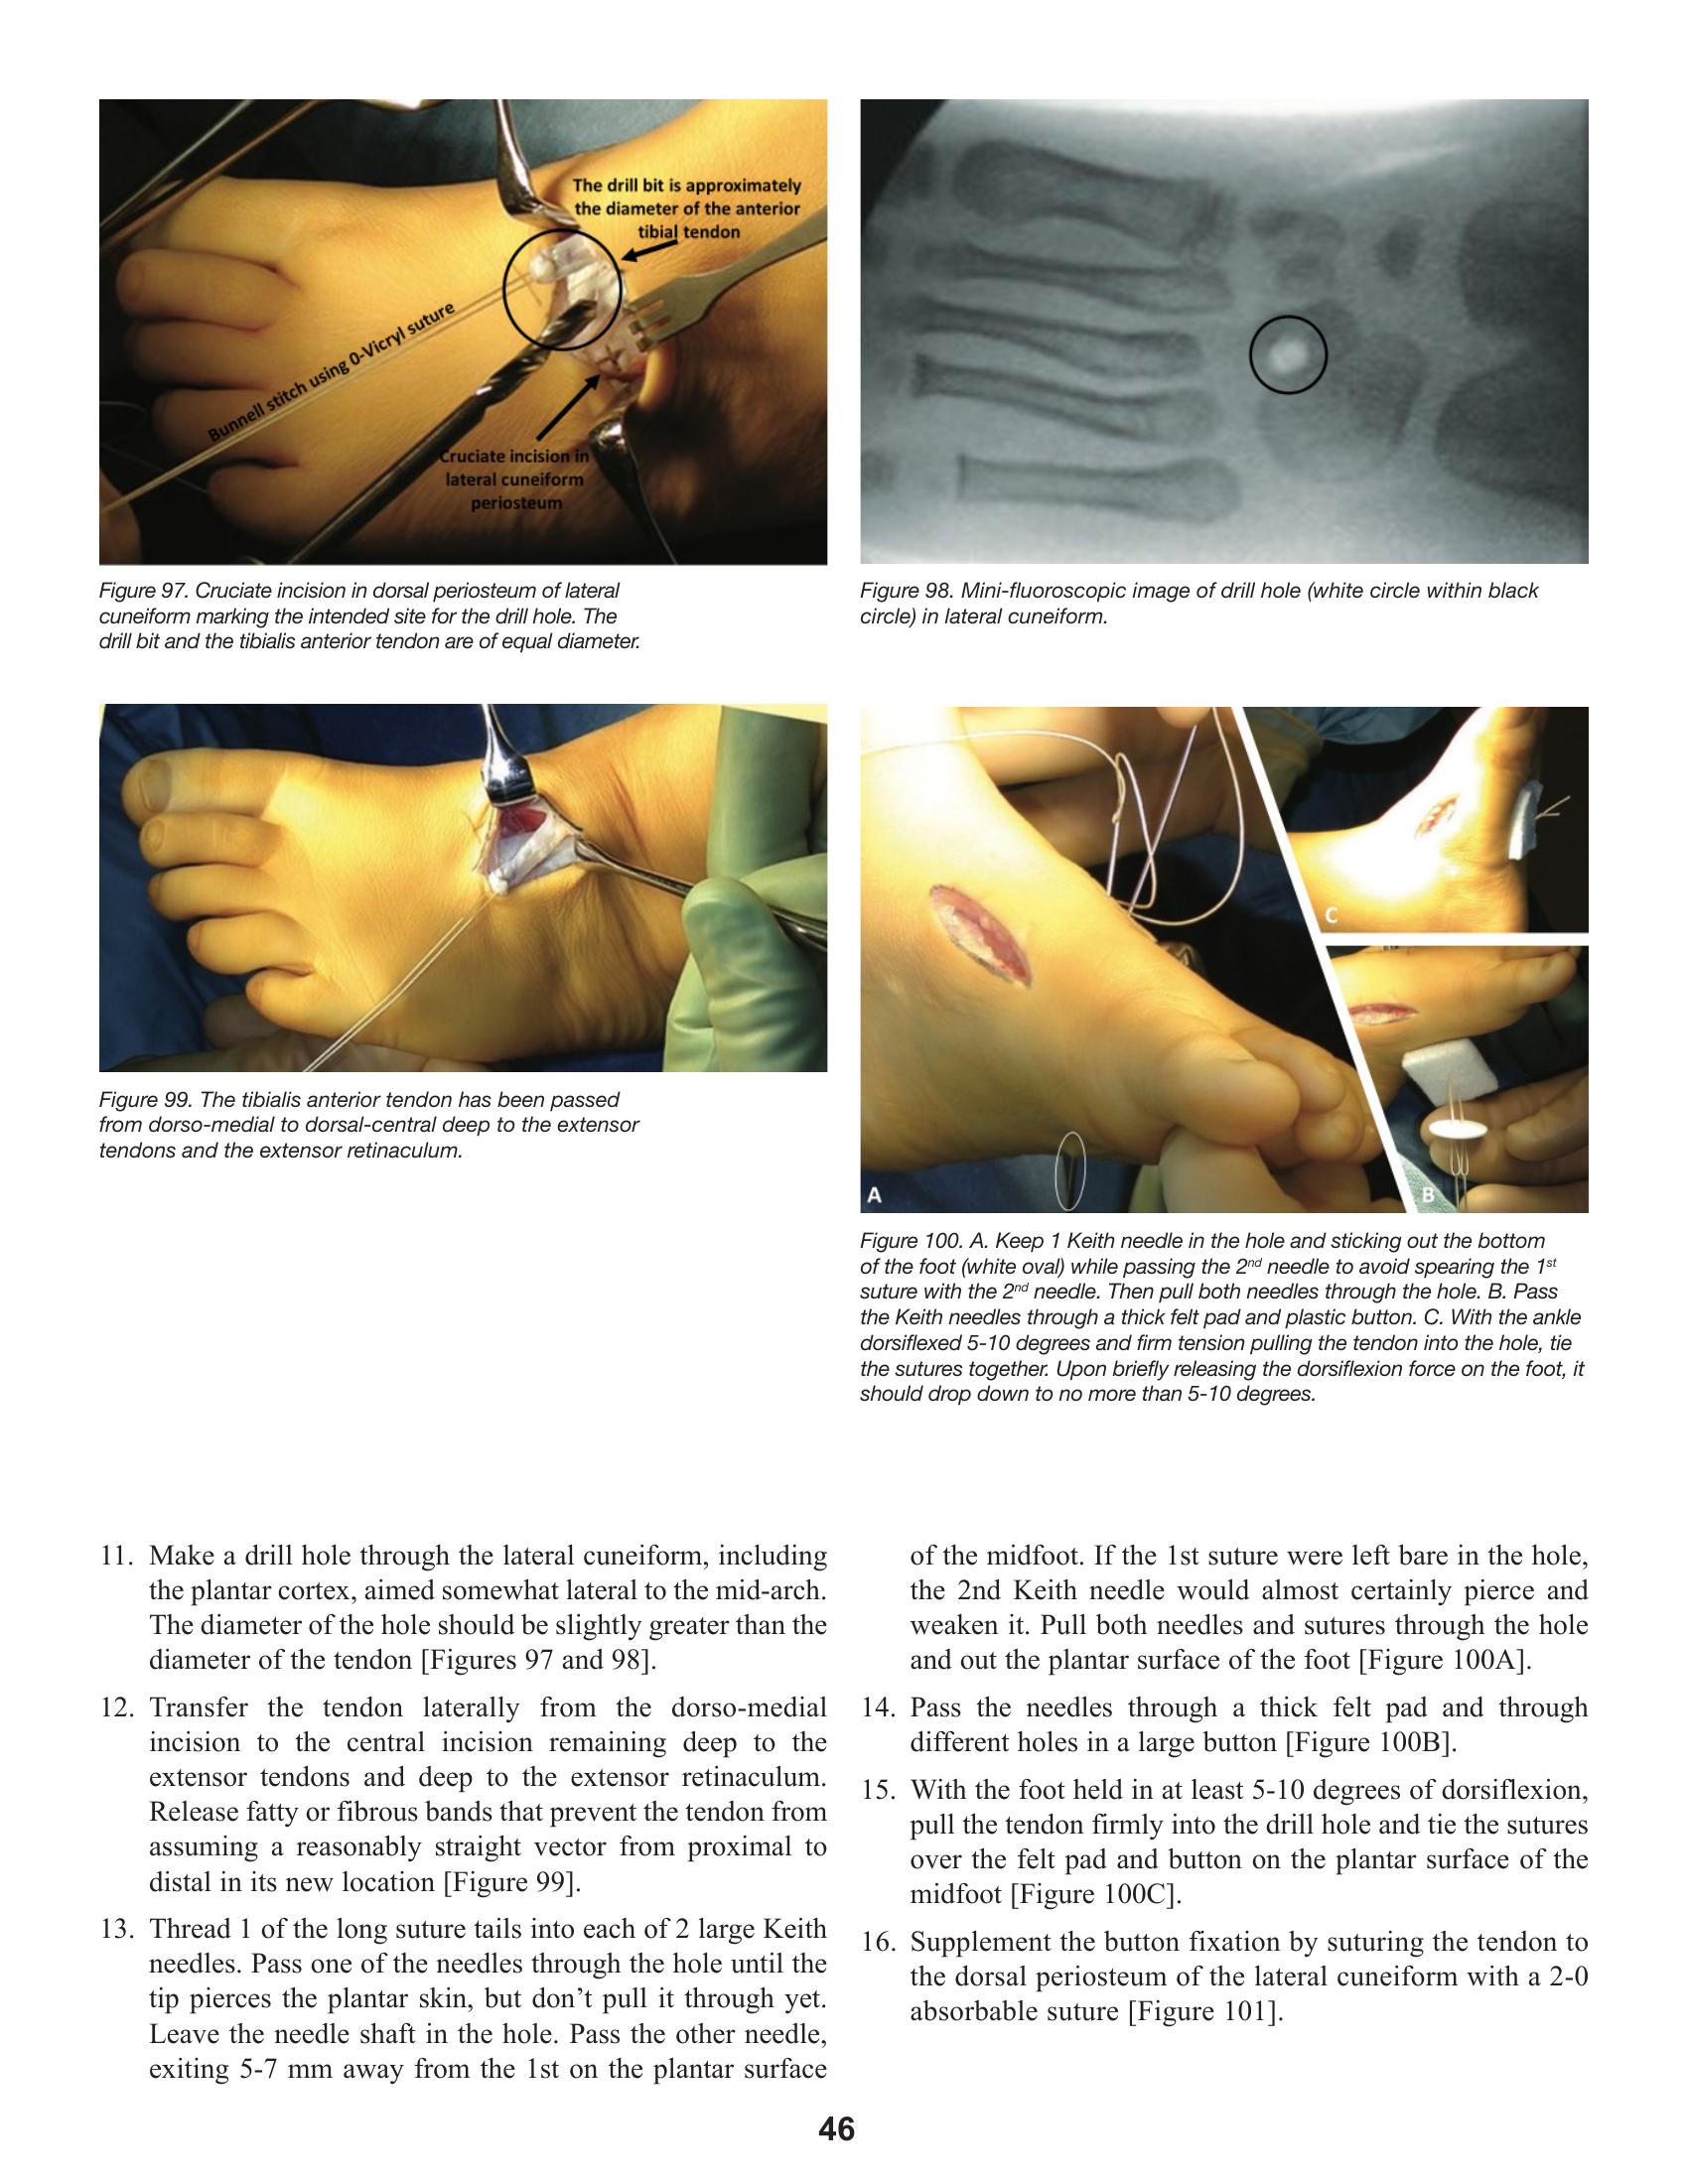 The drill bit is approximately
the diameter of the anterior
tibial tendon
Bunnell stitch using 0-Vicryl suture
Cruciate incision in
lateral cuneiform
periosteum
Figure 97. Cruciate incision in dorsal periosteum of lateral
cuneiform marking the intended site for the drill hole. The
drill bit and the tibialis anterior tendon are of equal diameter.
Figure 98. Mini-fluoroscopic image of drill hole (white circle within black
circle) in lateral cuneiform.
Figure 99. The tibialis anterior tendon has been passed
from dorso-medial to dorsal-central deep to the extensor
tendons and the extensor retinaculum.
A
C
B
Figure 100. A. Keep 1 Keith needle in the hole and sticking out the bottom
of the foot (white oval) while passing the 2nd needle to avoid spearing the 1st
suture with the 2nd needle. Then pull both needles through the hole. B. Pass
the Keith needles through a thick felt pad and plastic button. C. With the ankle
dorsiflexed 5-10 degrees and firm tension pulling the tendon into the hole, tie
the sutures together. Upon briefly releasing the dorsiflexion force on the foot, it
should drop down to no more than 5-10 degrees.
11. Make a drill hole through the lateral cuneiform, including
the plantar cortex, aimed somewhat lateral to the mid-arch.
The diameter of the hole should be slightly greater than the
diameter of the tendon [Figures 97 and 98].
12. Transfer the tendon laterally from the dorso-medial
incision to the central incision remaining deep to the
extensor tendons and deep to the extensor retinaculum.
Release fatty or fibrous bands that prevent the tendon from
assuming a reasonably straight vector from proximal to
distal in its new location [Figure 99].
13. Thread 1 of the long suture tails into each of 2 large Keith
needles. Pass one of the needles through the hole until the
tip pierces the plantar skin, but don’t pull it through yet.
Leave the needle shaft in the hole. Pass the other needle,
exiting 5-7 mm away from the 1st on the plantar surface
of the midfoot. If the 1st suture were left bare in the hole,
the 2nd Keith needle would almost certainly pierce and
weaken it. Pull both needles and sutures through the hole
and out the plantar surface of the foot [Figure 100A].
14. Pass the needles through a thick felt pad and through
different holes in a large button [Figure 100B].
15. With the foot held in at least 5-10 degrees of dorsiflexion,
pull the tendon firmly into the drill hole and tie the sutures
over the felt pad and button on the plantar surface of the
midfoot [Figure 100C].
16. Supplement the button fixation by suturing the tendon to
the dorsal periosteum of the lateral cuneiform with a 2-0
absorbable suture [Figure 101].
46